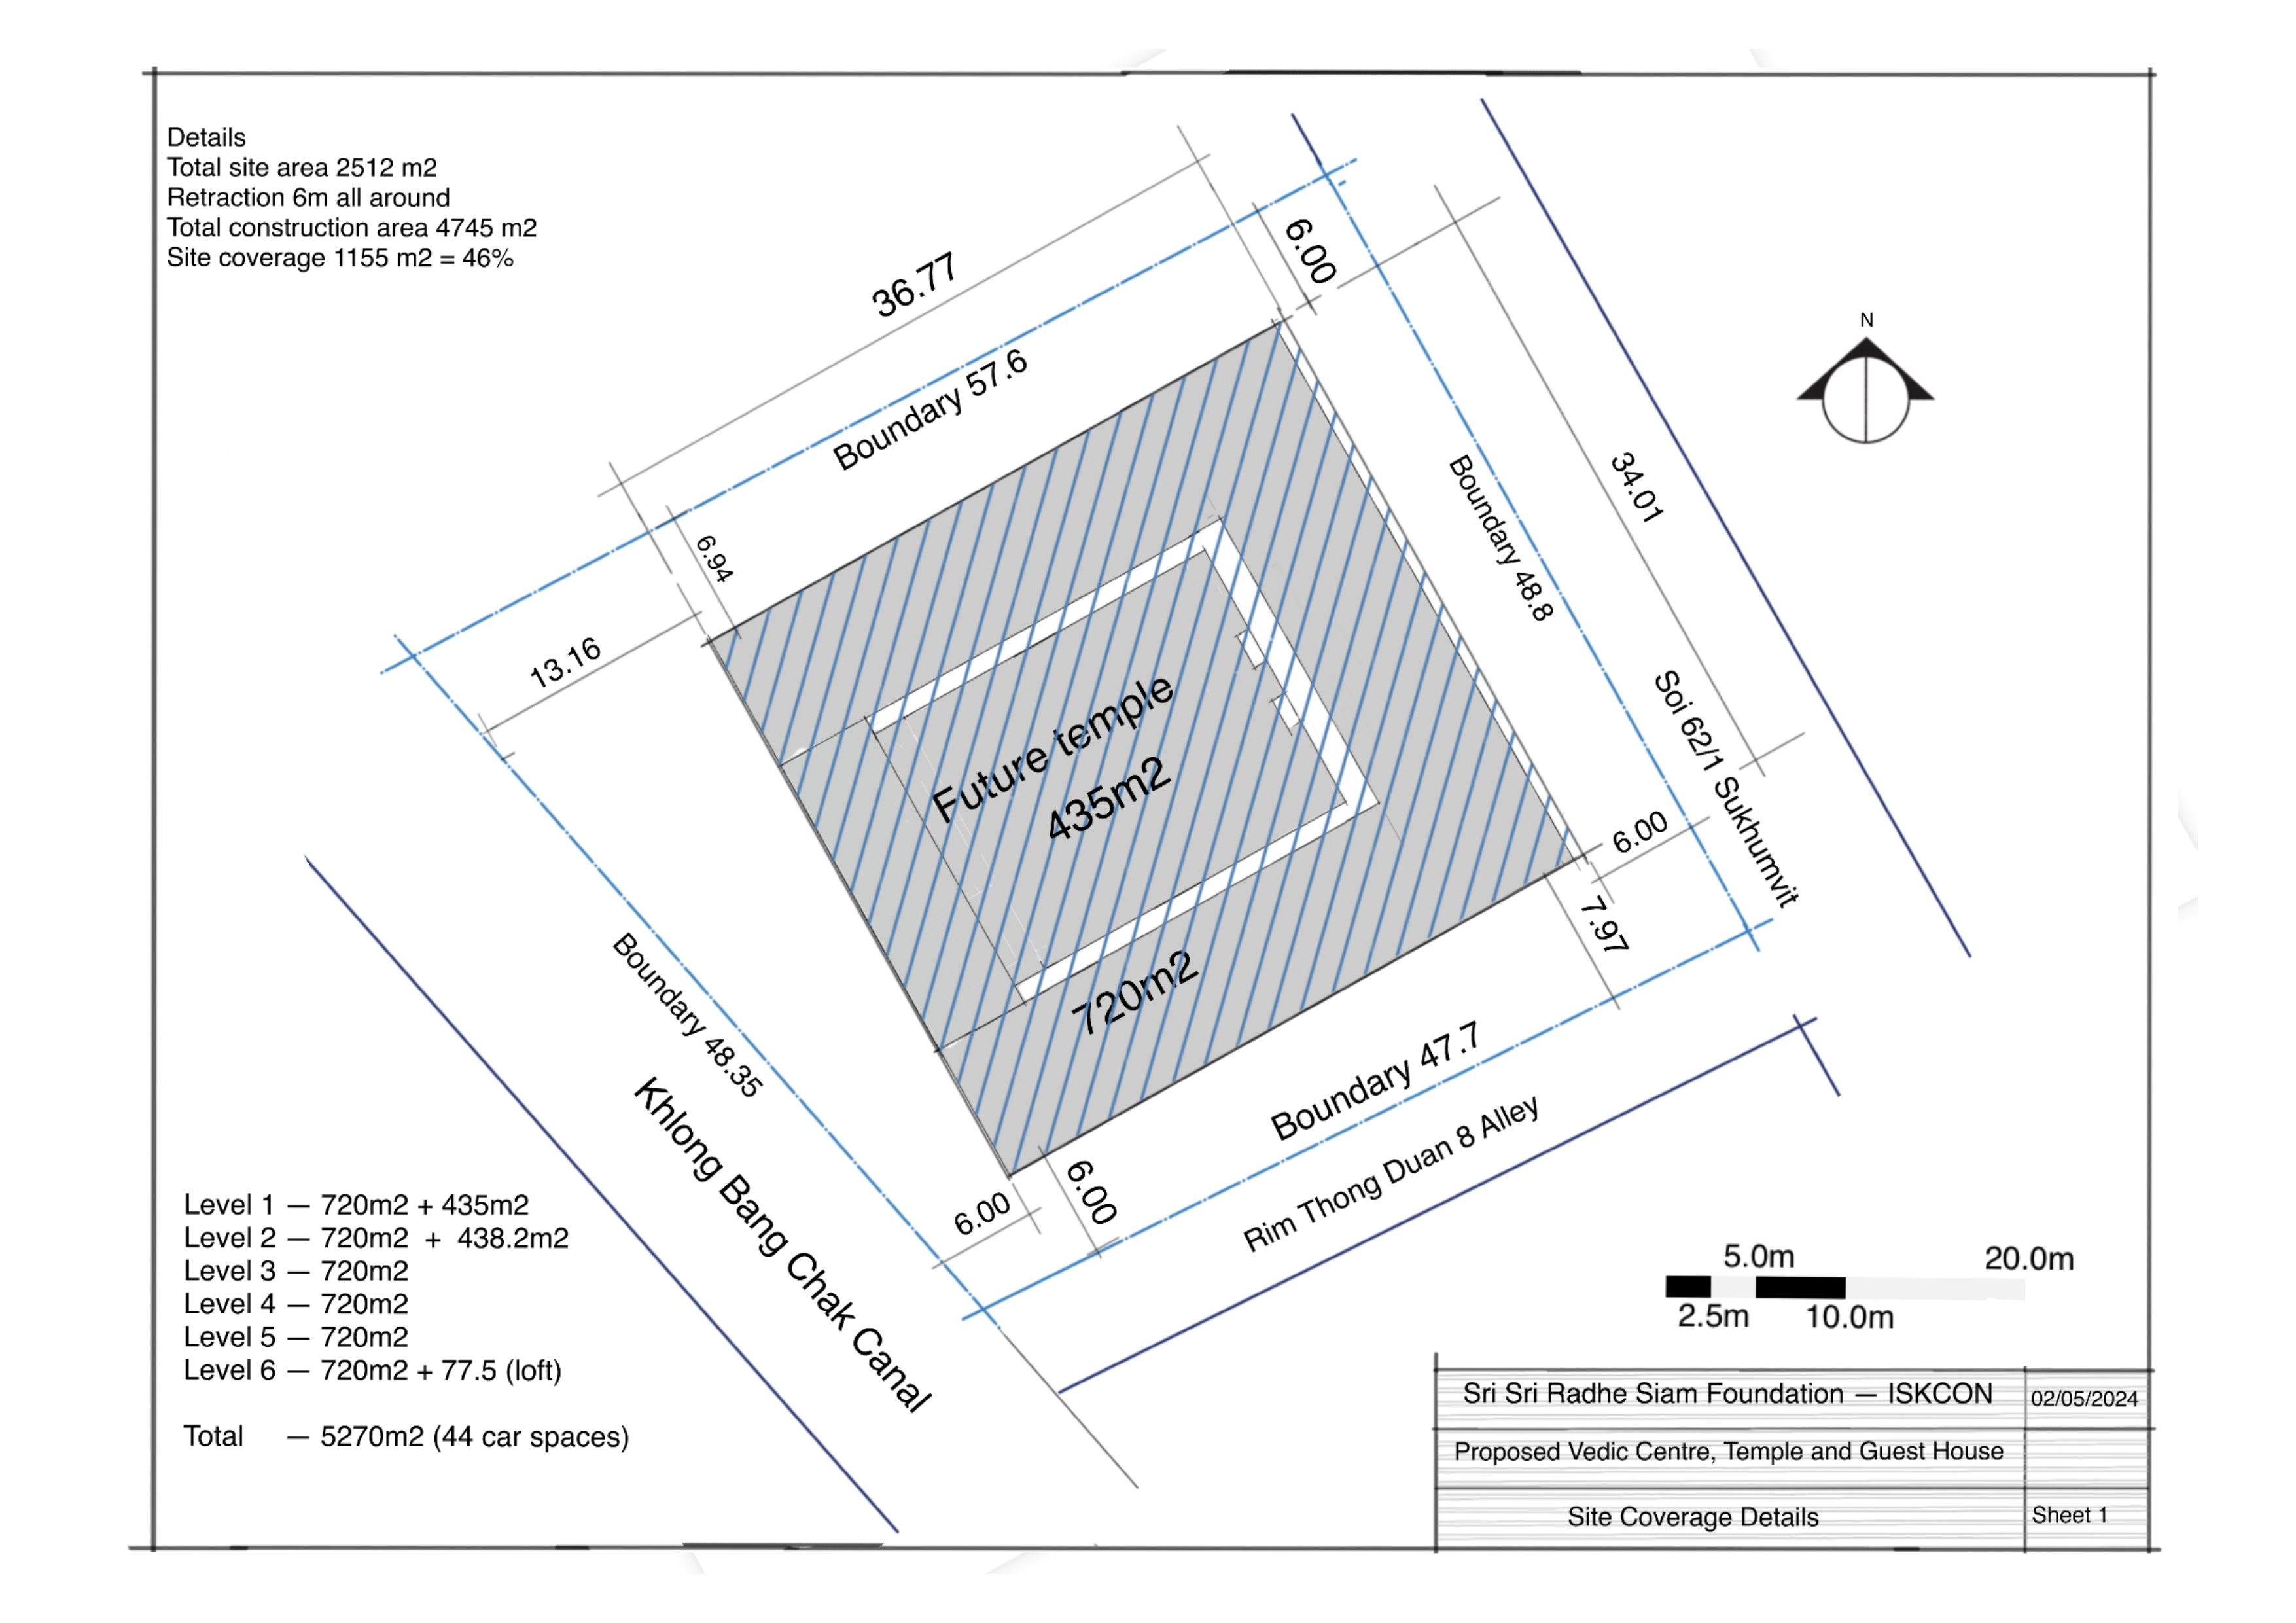 Details
Total site area 2512 m2
Retraction 6m all around
Total construction area 4745 m2
Site coverage 1155 m2 = 46%
36.77
6.00
Boundary 57.6
N
34.01
Boundary 48.8
6.94
13.16
Future temple
435m2
Soi 62/1 Sukhumvit
6.00
7.97
720m2
Boundary 48.35
Boundary 47.7
Khlong Bang Chak Canal
Rim Thong Duan 8 Alley
6.00
6.00
Level 1 — 720m2 + 435m2
Level 2 — 720m2 + 438.2m2
Level 3 — 720m2
Level 4 — 720m2
Level 5 — 720m2
Level 6 — 720m2 + 77.5 (loft)
Total — 5270m2 (44 car spaces)
5.0m 20.0m
2.5m 10.0m
Sri Sri Radhe Siam Foundation — ISKCON 02/05/2024
Proposed Vedic Centre, Temple and Guest House
Site Coverage Details Sheet 1